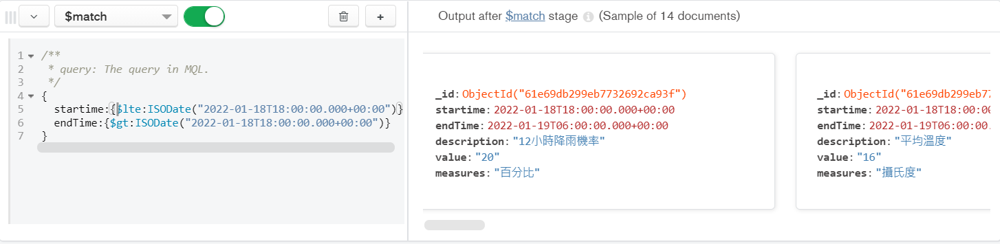 $match
Output after $match stage (Sample of 14 documents)
1 /**
2 * query: The query in MQL.
3 */
4 {
5 startime:{$lte:ISODate("2022-01-18T18:00:00.000+00:00")}
6 endTime:{$gt:ISODate("2022-01-18T18:00:00.000+00:00")}
7 }
_id: ObjectId("61e69db299eb7732692ca93f")
startime: 2022-01-18T18:00:00.000+00:00
endTime: 2022-01-19T06:00:00.000+00:00
description: "12小時降雨機率"
value: "20"
measures: "百分比"
_id: ObjectId("61e69db299eb77
startime: 2022-01-18T18:00:00
endTime: 2022-01-19T06:00:00.
description: "平均溫度"
value: "16"
measures: "攝氏度"